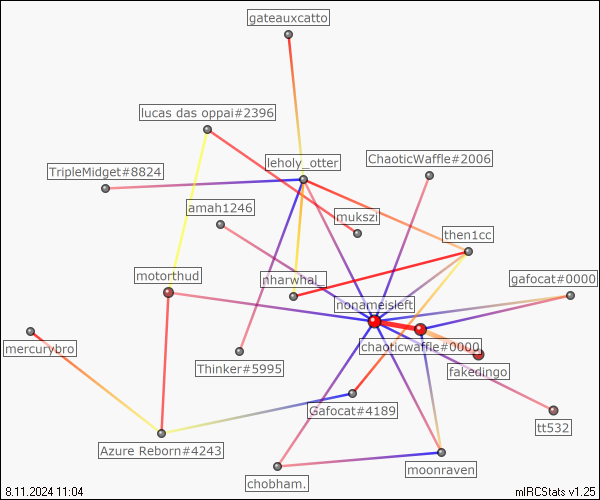 gateauxcatto
lucas das oppai#2396
leholy_otter
ChaoticWaffle#2006
TripleMidget#8824
amah1246
mukszi
then1cc
motorthud
nharwhal_
gafocat#0000
nonameisleft
mercurybro
chaoticwaffle#0000
Thinker#5995
fakedingo
Gafocat#4189
tt532
Azure Reborn#4243
moonraven
chobham.
8.11.2024 11:04
mIRCStats v1.25